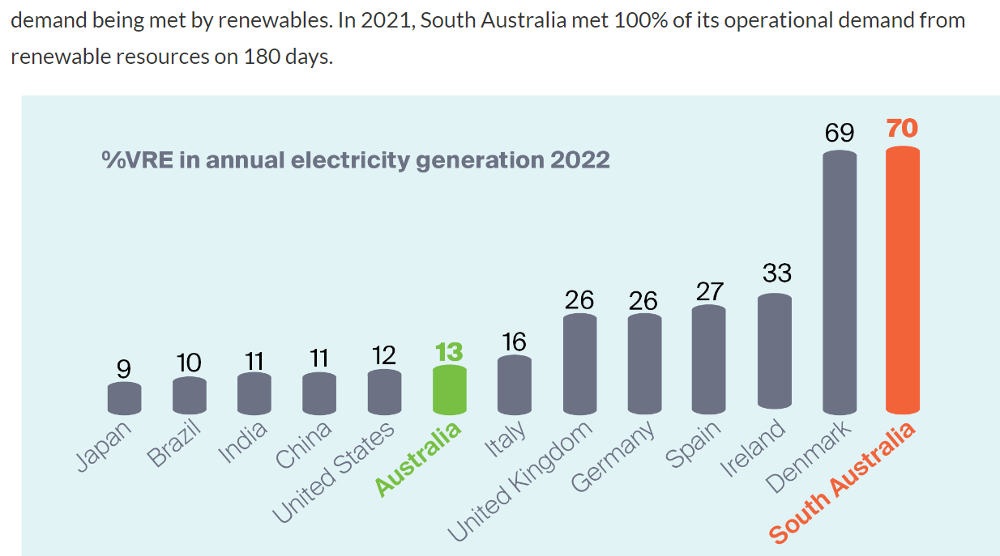 demand being met by renewables. In 2021, South Australia met 100% of its operational demand from
renewable resources on 180 days.
%VRE in annual electricity generation 2022
9
10
11
11
12
13
16
26
26
27
33
69
70
Japan
Brazil
India
China
United States
Australia
Italy
United Kingdom
Germany
Spain
Ireland
Denmark
South Australia